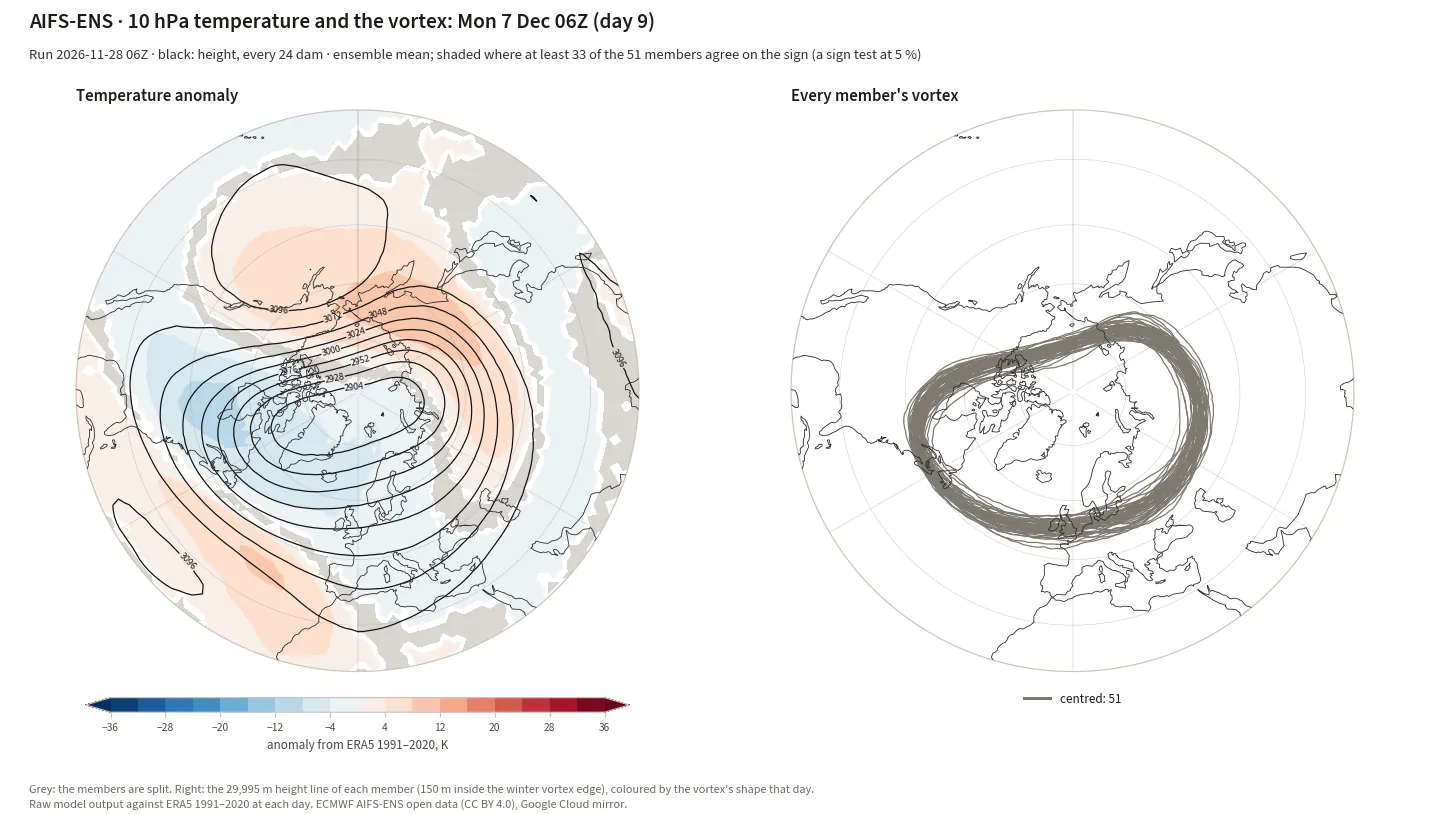 AIFS-ENS · 10 hPa temperature and the vortex: Mon 7 Dec 06Z (day 9)
Run 2026-11-28 06Z · black: height, every 24 dam · ensemble mean; shaded where at least 33 of the 51 members agree on the sign (a sign test at 5 %)
Temperature anomaly
Every member's vortex
3096
3048
3024
3000
2952
2928
2904
3096
3096
centred: 51
−36 −28 −20 −12 −4 4 12 20 28 36
anomaly from ERA5 1991–2020, K
Grey: the members are split. Right: the 29,995 m height line of each member (150 m inside the winter vortex edge), coloured by the vortex's shape that day.
Raw model output against ERA5 1991–2020 at each day. ECMWF AIFS-ENS open data (CC BY 4.0), Google Cloud mirror.